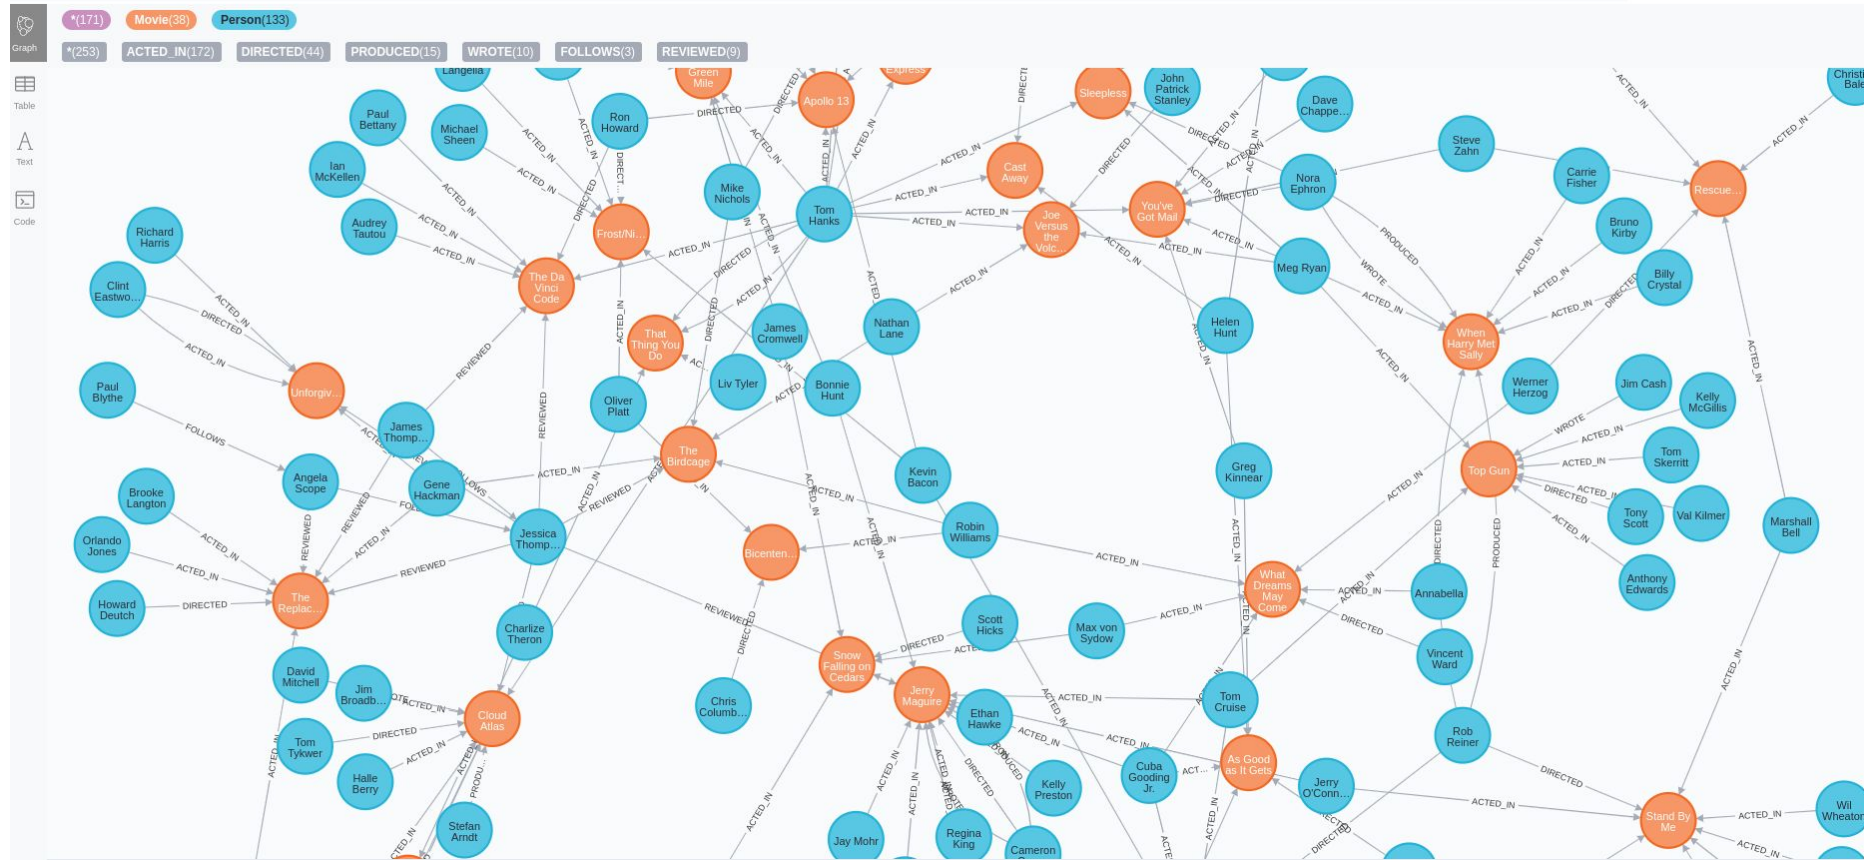 *(171) Movie(38) Person(133)
*(253) ACTED_IN(172) DIRECTED(44) PRODUCED(15) WROTE(10) FOLLOWS(3) REVIEWED(9)
Graph
Table
Text
Code
Langella
Green
Mile
Apollo 13
Express
Sleepless
John
Patrick
Stanley
Dave
Chappe...
Christi
Bale
Paul
Bettany
Michael
Sheen
Ron
Howard
Steve
Zahn
Ian
McKellen
Mike
Nichols
Tom
Hanks
Cast
Away
Nora
Ephron
Carrie
Fisher
Rescue...
Audrey
Tautou
Frost/Ni...
Joe
Versus
the
Volc...
You've
Got Mail
Bruno
Kirby
Richard
Harris
Clint
Eastwo...
The Da
Vinci
Code
Meg Ryan
Billy
Crystal
That
Thing You
Do
James
Cromwell
Nathan
Lane
Helen
Hunt
When
Harry Met
Sally
Paul
Blythe
Unforgiv...
Oliver
Platt
Liv Tyler
Bonnie
Hunt
Werner
Herzog
Jim Cash
Kelly
McGillis
James
Thomp...
The
Birdcage
Kevin
Bacon
Greg
Kinnear
Top Gun
Tom
Skerritt
Angela
Scope
Gene
Hackman
Brooke
Langton
Tony
Scott
Val Kilmer
Marshall
Bell
Orlando
Jones
Jessica
Thomp...
Bicenten...
Robin
Williams
What
Dreams
May
Come
Annabella
Anthony
Edwards
Howard
Deutch
The
Replac...
Charlize
Theron
Scott
Hicks
Max von
Sydow
Vincent
Ward
David
Mitchell
Jim
Broadb...
Cloud
Atlas
Chris
Columb...
Snow
Falling on
Cedars
Jerry
Maguire
Ethan
Hawke
Tom
Cruise
Rob
Reiner
Tom
Tykwer
Halle
Berry
Kelly
Preston
Cuba
Gooding
Jr.
As Good
as It Gets
Jerry
O'Conn...
Stefan
Arndt
Jay Mohr
Regina
King
Cameron
Stand By
Me
Wil
Wheaton
ACTED_IN
DIRECTED
PRODUCED
WROTE
REVIEWED
FOLLOWS